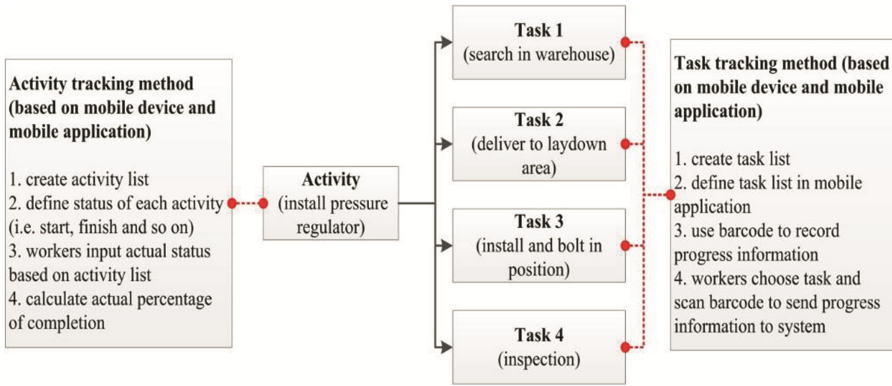 Activity tracking method
(based on mobile device and
mobile application)
1. create activity list
2. define status of each activity
(i.e. start, finish and so on)
3. workers input actual status
based on activity list
4. calculate actual percentage
of completion
Activity
(install pressure
regulator)
Task 1
(search in warehouse)
Task 2
(deliver to laydown
area)
Task 3
(install and bolt in
position)
Task 4
(inspection)
Task tracking method (based
on mobile device and mobile
application)
1. create task list
2. define task list in mobile
application
3. use barcode to record
progress information
4. workers choose task and
scan barcode to send progress
information to system